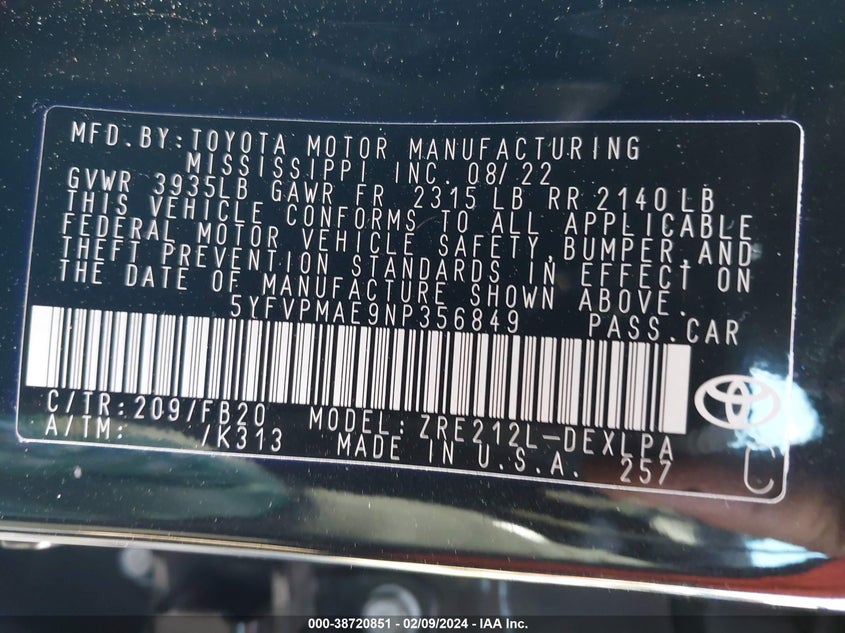 MFD.BY:TOYOTA MOTOR MANUFACTURING
MISSISSIPPI INC. 08/22
GVWR 3935LB GAWR FR 2315 LB RR 2140 LB
THIS VEHICLE CONFORMS TO ALL APPLICABLE
FEDERAL MOTOR VEHICLE SAFETY, BUMPER, AND
THEFT PREVENTION STANDARDS IN EFFECT ON
THE DATE OF MANUFACTURE SHOWN ABOVE.
5YFVPMAE9NP356849 PASS.CAR
C/TR:209/FB20 MODEL: ZRE212L-DEXLPA
A/TM: /K313 MADE IN U.S.A. 257
C
000-38720851 - 02/09/2024 - IAA Inc.